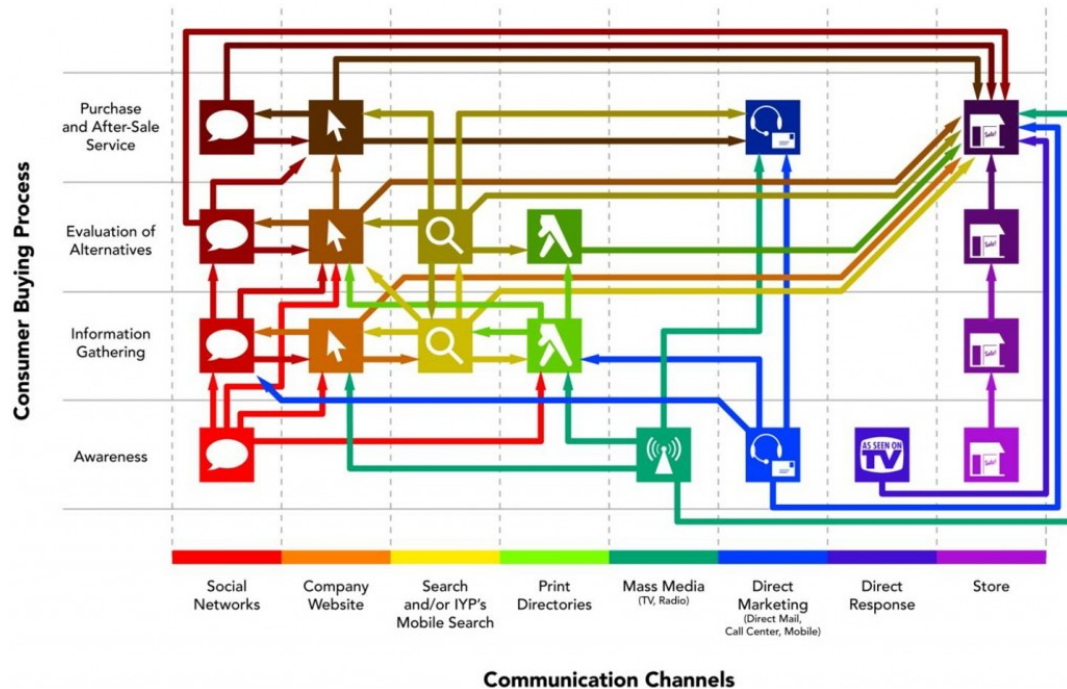 Consumer Buying Process
Purchase
and After-Sale
Service
Evaluation of
Alternatives
Information
Gathering
Awareness
AS SEEN ON
TV
Social
Networks
Company
Website
Search
and/or IYP's
Mobile Search
Print
Directories
Mass Media
(TV, Radio)
Direct
Marketing
(Direct Mail,
Call Center, Mobile)
Direct
Response
Store
Communication Channels